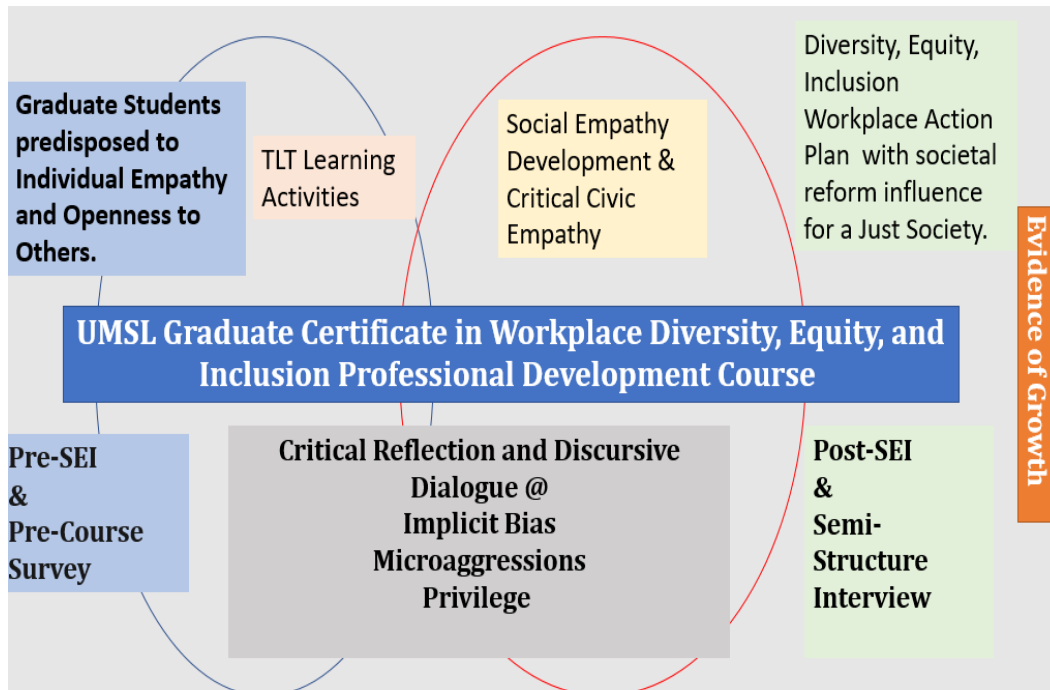 Graduate Students
predisposed to
Individual Empathy
and Openness to
Others.
TLT Learning
Activities
Social Empathy
Development &
Critical Civic
Empathy
Diversity, Equity,
Inclusion
Workplace Action
Plan with societal
reform influence
for a Just Society.
Evidence of Growth
UMSL Graduate Certificate in Workplace Diversity, Equity, and
Inclusion Professional Development Course
Pre-SEI
&
Pre-Course
Survey
Critical Reflection and Discursive
Dialogue @
Implicit Bias
Microaggressions
Privilege
Post-SEI
&
Semi-
Structure
Interview